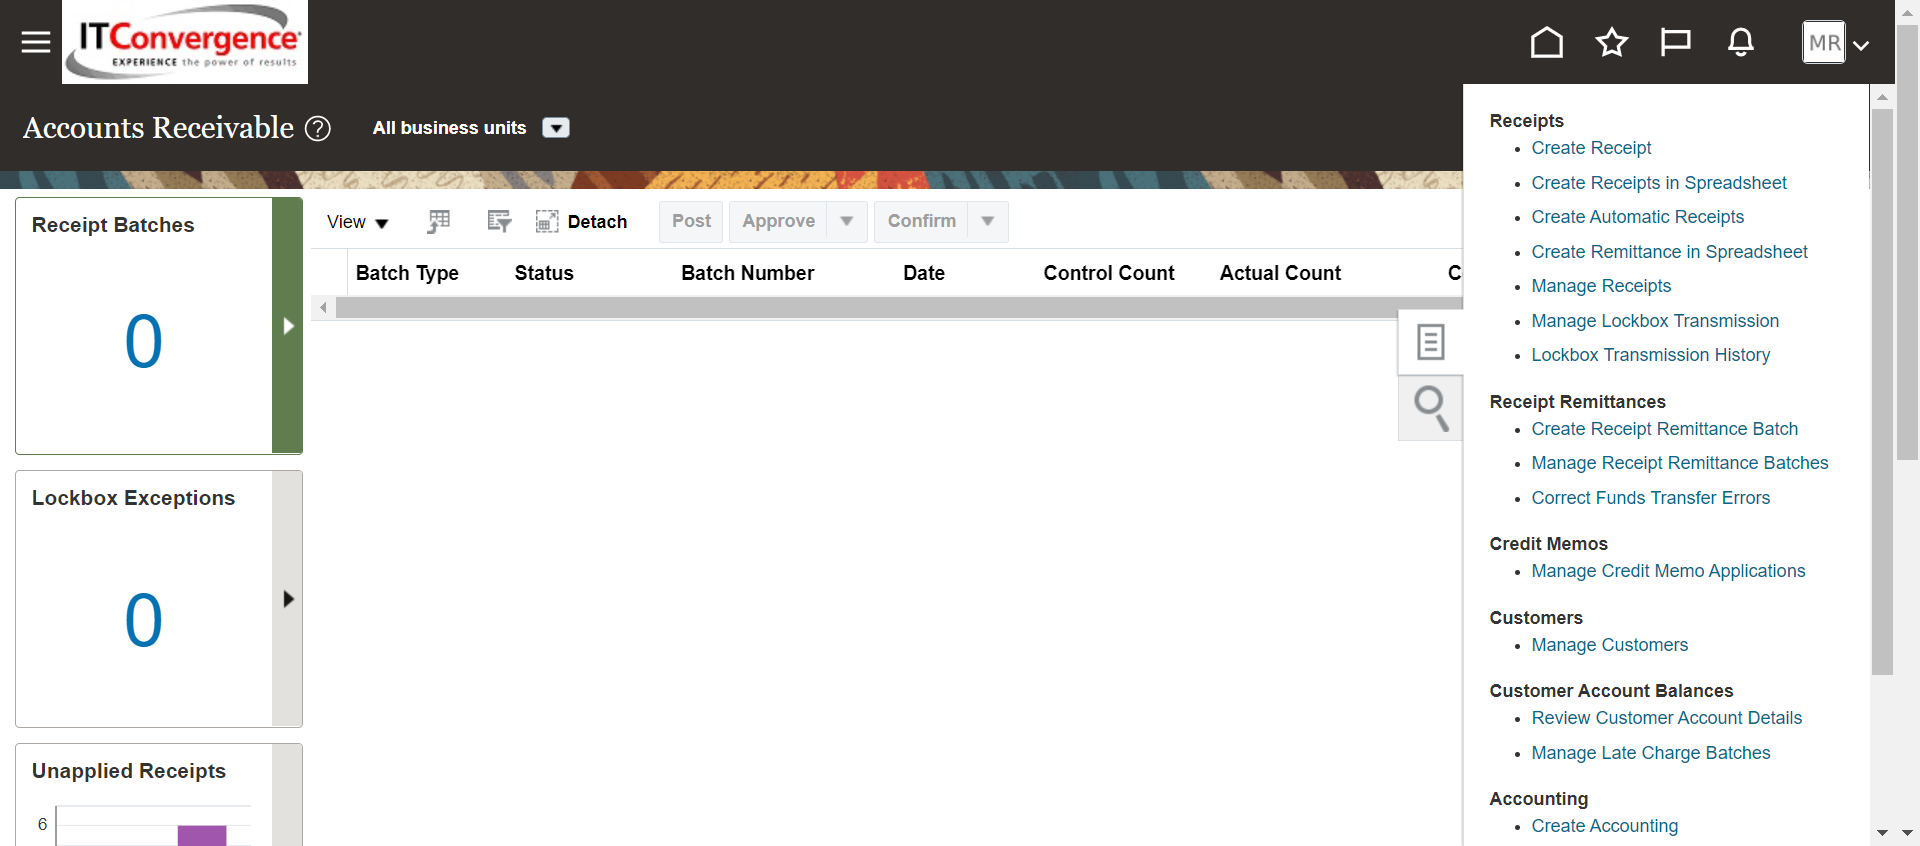 ITConvergence
EXPERIENCE the power of results
MR
Accounts Receivable ?
All business units
Receipt Batches
0
Lockbox Exceptions
0
Unapplied Receipts
6
View
Detach
Post
Approve
Confirm
Batch Type Status Batch Number Date Control Count Actual Count C
Receipts
Create Receipt
Create Receipts in Spreadsheet
Create Automatic Receipts
Create Remittance in Spreadsheet
Manage Receipts
Manage Lockbox Transmission
Lockbox Transmission History
Receipt Remittances
Create Receipt Remittance Batch
Manage Receipt Remittance Batches
Correct Funds Transfer Errors
Credit Memos
Manage Credit Memo Applications
Customers
Manage Customers
Customer Account Balances
Review Customer Account Details
Manage Late Charge Batches
Accounting
Create Accounting